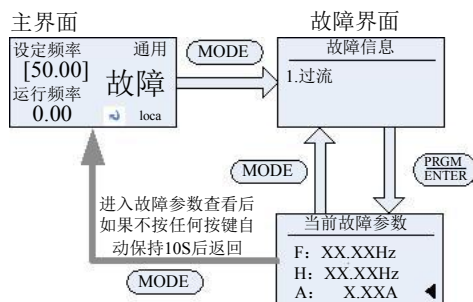 主界面
设定频率 通用
[50.00]
故障
运行频率
0.00
loca
MODE
故障界面
故障信息
1.过流
MODE
PRGM
ENTER
进入故障参数查看后
如果不按任何按键自
动保持10S后返回
MODE
当前故障参数
F: XX.XXHz
H: XX.XXHz
A: X.XXA